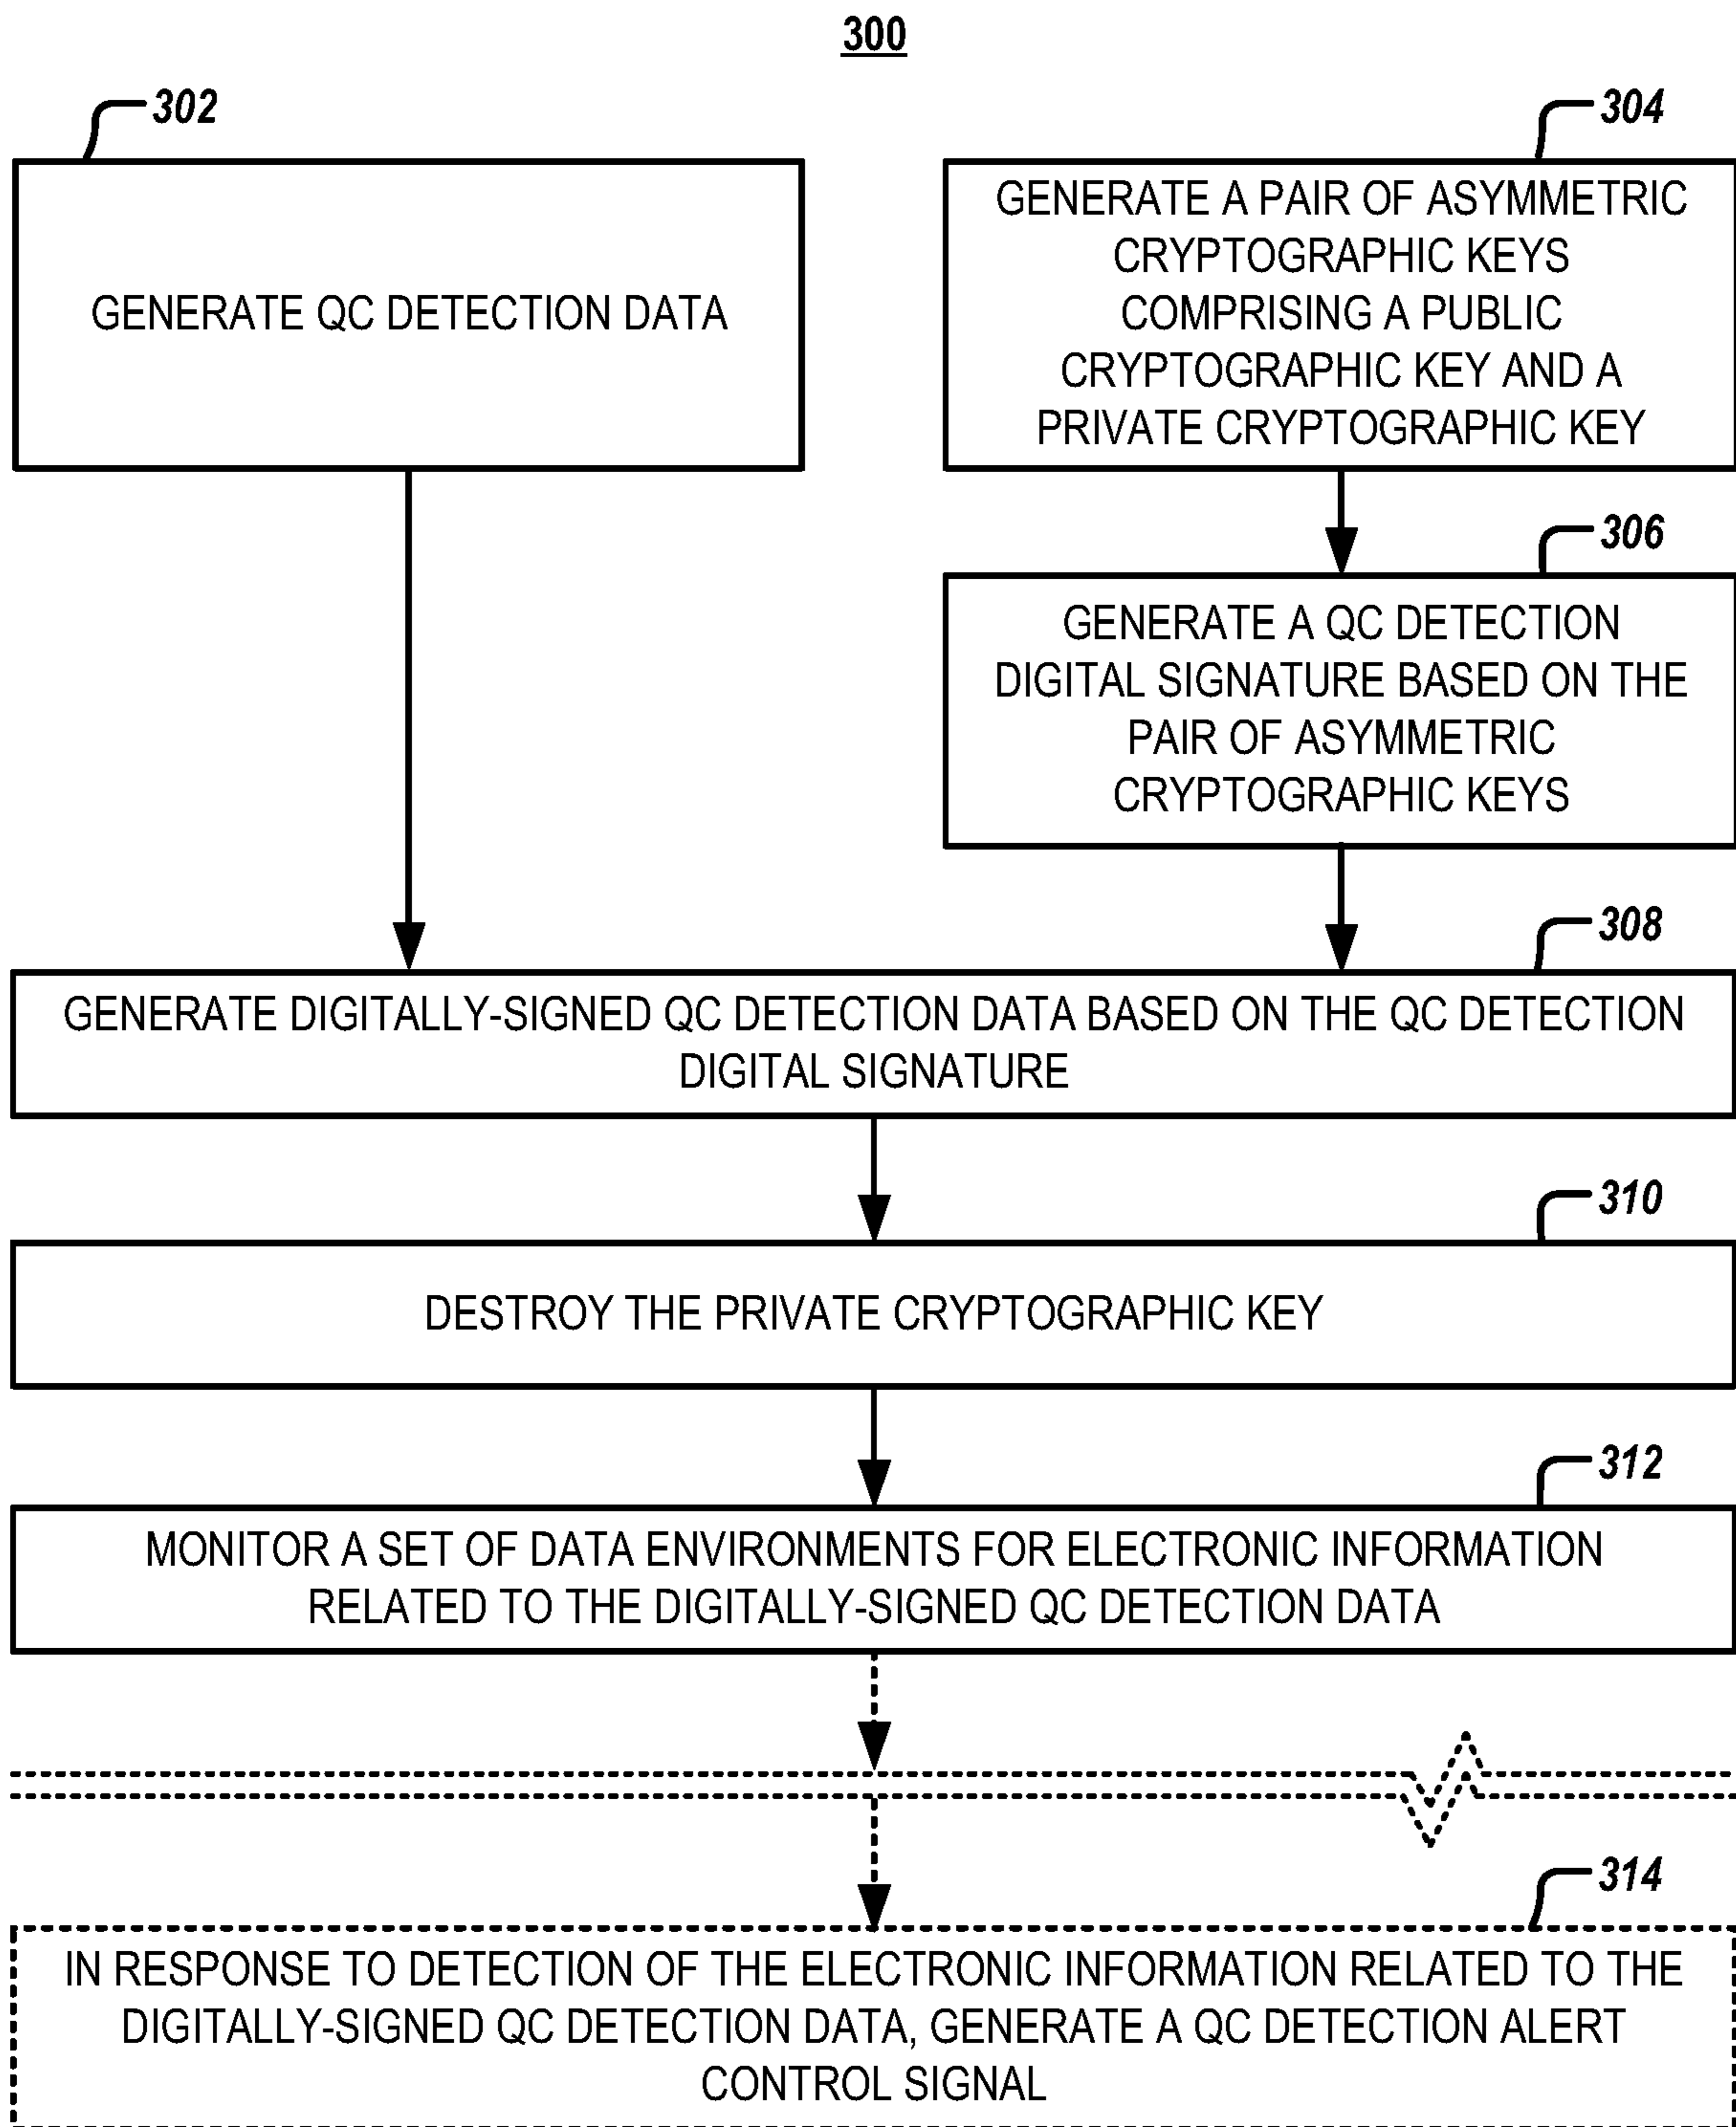 300
302
GENERATE QC DETECTION DATA
304
GENERATE A PAIR OF ASYMMETRIC
CRYPTOGRAPHIC KEYS
COMPRISING A PUBLIC
CRYPTOGRAPHIC KEY AND A
PRIVATE CRYPTOGRAPHIC KEY
306
GENERATE A QC DETECTION
DIGITAL SIGNATURE BASED ON THE
PAIR OF ASYMMETRIC
CRYPTOGRAPHIC KEYS
308
GENERATE DIGITALLY-SIGNED QC DETECTION DATA BASED ON THE QC DETECTION
DIGITAL SIGNATURE
310
DESTROY THE PRIVATE CRYPTOGRAPHIC KEY
312
MONITOR A SET OF DATA ENVIRONMENTS FOR ELECTRONIC INFORMATION
RELATED TO THE DIGITALLY-SIGNED QC DETECTION DATA
314
IN RESPONSE TO DETECTION OF THE ELECTRONIC INFORMATION RELATED TO THE
DIGITALLY-SIGNED QC DETECTION DATA, GENERATE A QC DETECTION ALERT
CONTROL SIGNAL